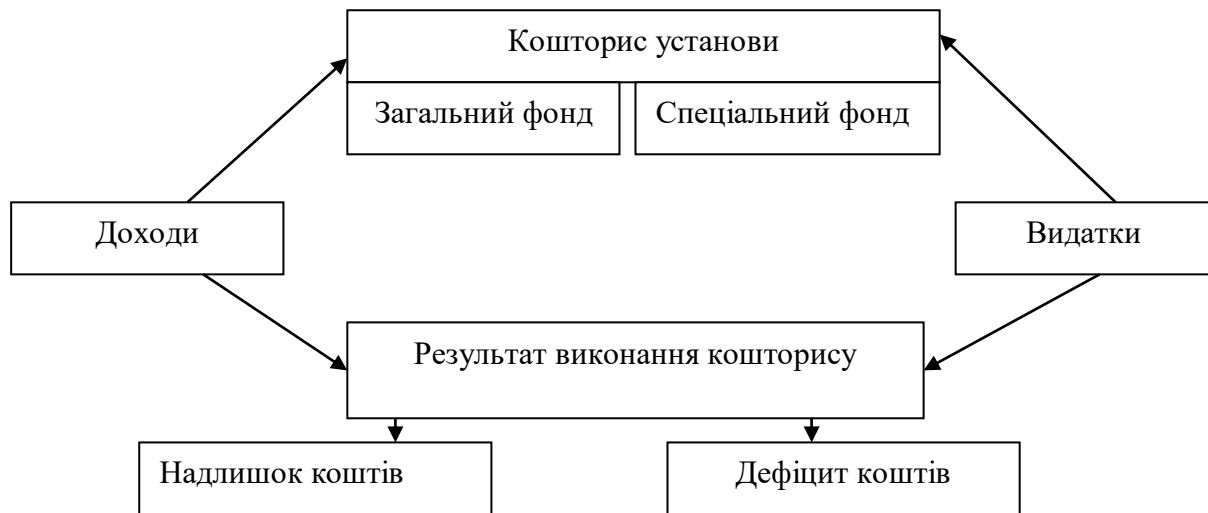 Кошторис установи
Загальний фонд
Спеціальний фонд
Доходи
Видатки
Результат виконання кошторису
Надлишок коштів
Дефіцит коштів